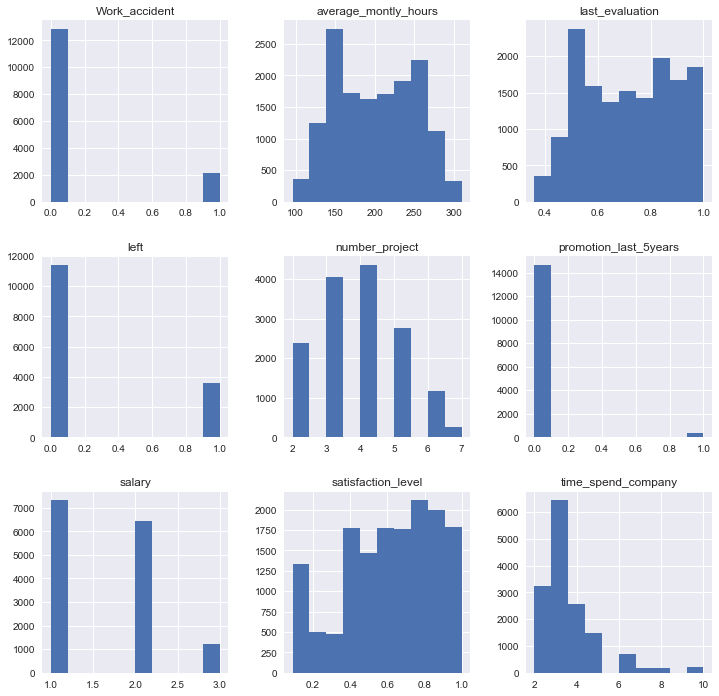 Work_accident average_montly_hours last_evaluation
12000 10000 8000 6000 4000 2000 0
0.0 0.2 0.4 0.6 0.8 1.0
2500 2000 1500 1000 500 0
100 150 200 250 300
2000 1500 1000 500 0
0.4 0.6 0.8 1.0
left number_project promotion_last_5years
12000 10000 8000 6000 4000 2000 0
0.0 0.2 0.4 0.6 0.8 1.0
4000 3000 2000 1000 0
2 3 4 5 6 7
14000 12000 10000 8000 6000 4000 2000 0
0.0 0.2 0.4 0.6 0.8 1.0
salary satisfaction_level time_spend_company
7000 6000 5000 4000 3000 2000 1000 0
1.0 1.5 2.0 2.5 3.0
2000 1750 1500 1250 1000 750 500 250 0
0.2 0.4 0.6 0.8 1.0
6000 5000 4000 3000 2000 1000 0
2 4 6 8 10